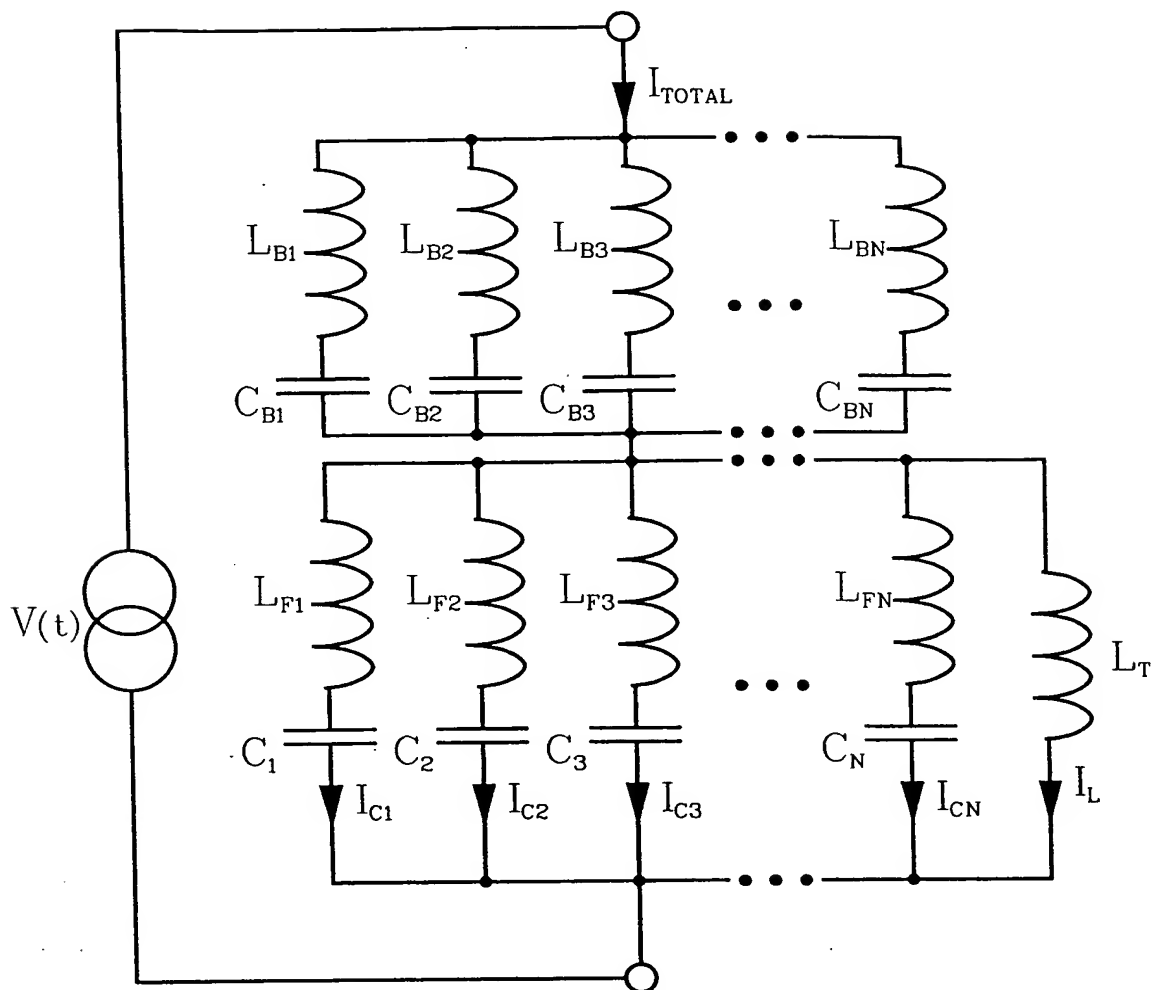 I_TOTAL
L_B1 L_B2 L_B3 L_BN
C_B1 C_B2 C_B3 C_BN
V(t)
L_F1 L_F2 L_F3 L_FN L_T
C_1 C_2 C_3 C_N
I_C1 I_C2 I_C3 I_CN I_L